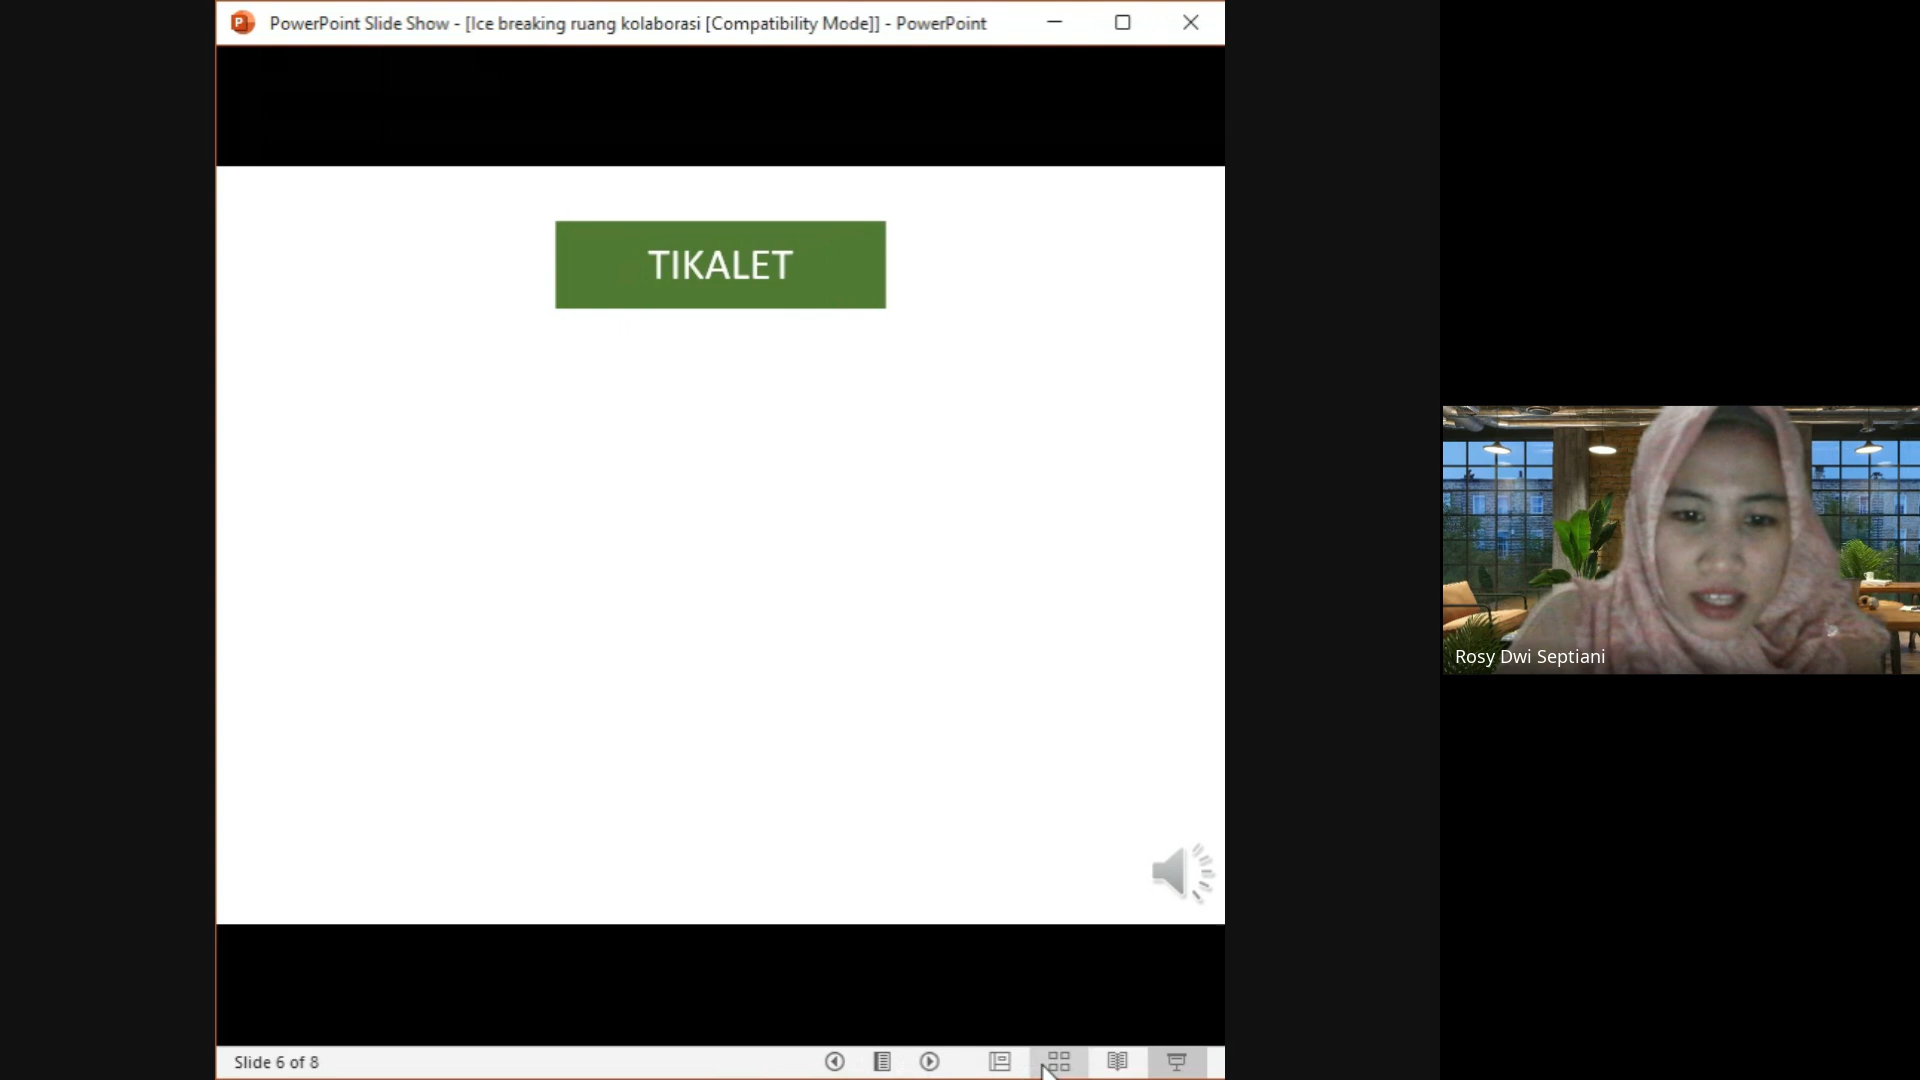 PowerPoint Slide Show - [Ice breaking ruang kolaborasi [Compatibility Mode]] - PowerPoint
TIKALET
Rosy Dwi Septiani
Slide 6 of 8